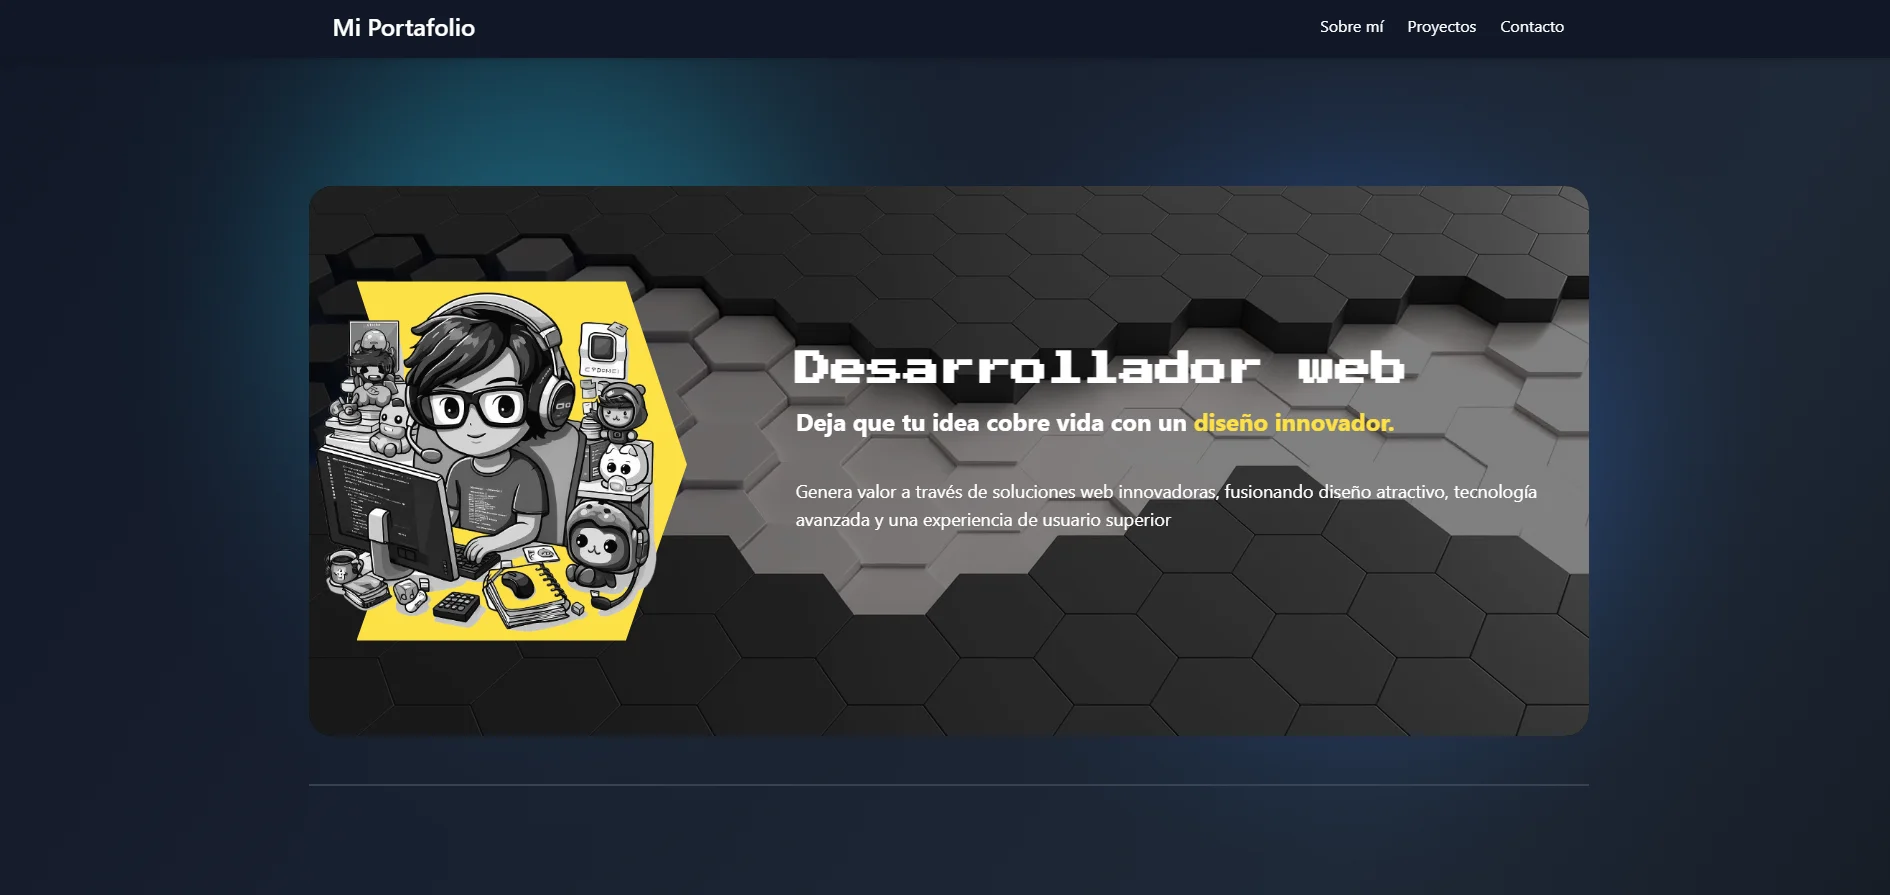 Mi Portafolio
Sobre mí Proyectos Contacto
Desarrollador web
Deja que tu idea cobre vida con un diseño innovador.
Genera valor a través de soluciones web innovadoras, fusionando diseño atractivo, tecnología
avanzada y una experiencia de usuario superior